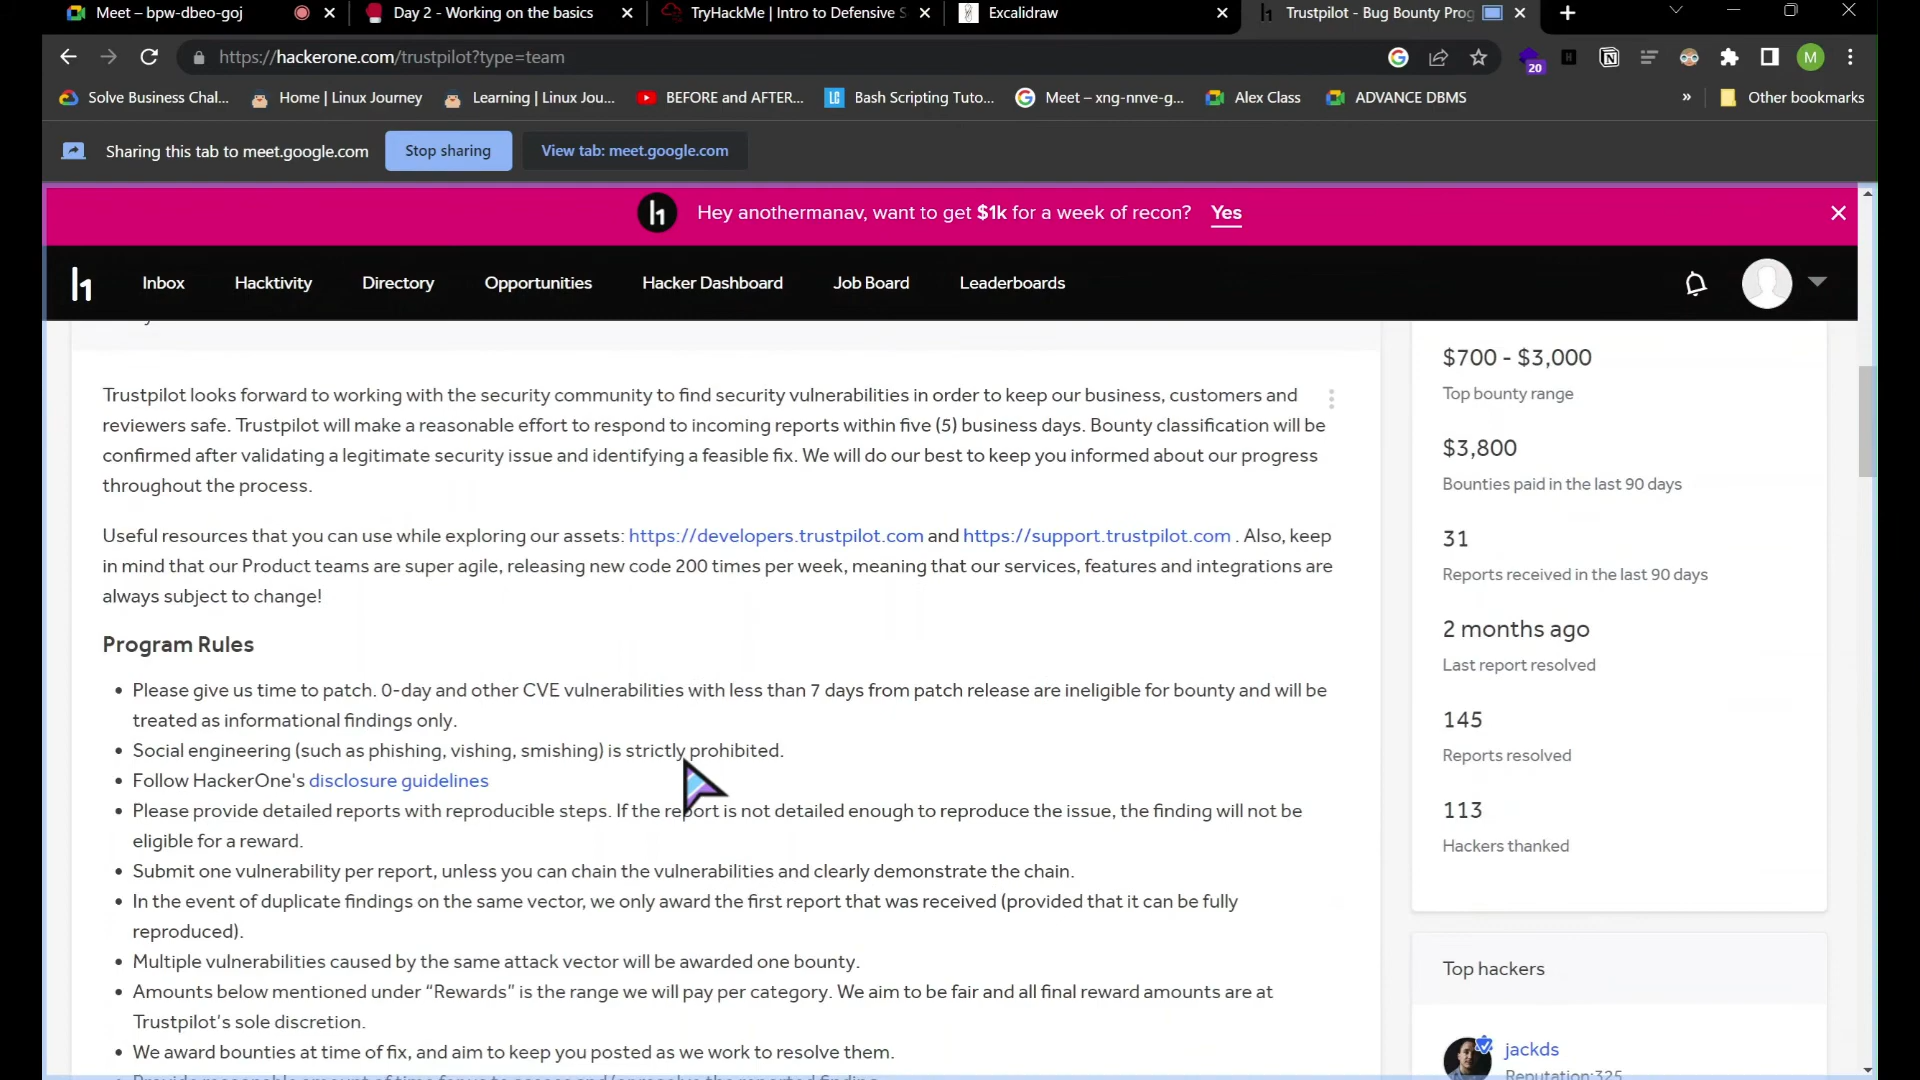 Meet – bpw-dbeo-goj
Day 2 - Working on the basics
TryHackMe | Intro to Defensive S
Excalidraw
Trustpilot - Bug Bounty Prog
https://hackerone.com/trustpilot?type=team
20
M
Solve Business Chal...
Home | Linux Journey
Learning | Linux Jou...
BEFORE and AFTER...
Bash Scripting Tuto...
Meet – xng-nnve-g...
Alex Class
ADVANCE DBMS
»
Other bookmarks
Sharing this tab to meet.google.com
Stop sharing
View tab: meet.google.com
Hey anothermanav, want to get $1k for a week of recon? Yes
Inbox
Hacktivity
Directory
Opportunities
Hacker Dashboard
Job Board
Leaderboards
Trustpilot looks forward to working with the security community to find security vulnerabilities in order to keep our business, customers and
reviewers safe. Trustpilot will make a reasonable effort to respond to incoming reports within five (5) business days. Bounty classification will be
confirmed after validating a legitimate security issue and identifying a feasible fix. We will do our best to keep you informed about our progress
throughout the process.
Useful resources that you can use while exploring our assets: https://developers.trustpilot.com and https://support.trustpilot.com . Also, keep
in mind that our Product teams are super agile, releasing new code 200 times per week, meaning that our services, features and integrations are
always subject to change!
Program Rules
• Please give us time to patch. 0-day and other CVE vulnerabilities with less than 7 days from patch release are ineligible for bounty and will be
treated as informational findings only.
• Social engineering (such as phishing, vishing, smishing) is strictly prohibited.
• Follow HackerOne's disclosure guidelines
• Please provide detailed reports with reproducible steps. If the report is not detailed enough to reproduce the issue, the finding will not be
eligible for a reward.
• Submit one vulnerability per report, unless you can chain the vulnerabilities and clearly demonstrate the chain.
• In the event of duplicate findings on the same vector, we only award the first report that was received (provided that it can be fully
reproduced).
• Multiple vulnerabilities caused by the same attack vector will be awarded one bounty.
• Amounts below mentioned under “Rewards” is the range we will pay per category. We aim to be fair and all final reward amounts are at
Trustpilot's sole discretion.
• We award bounties at time of fix, and aim to keep you posted as we work to resolve them.
$700 - $3,000
Top bounty range
$3,800
Bounties paid in the last 90 days
31
Reports received in the last 90 days
2 months ago
Last report resolved
145
Reports resolved
113
Hackers thanked
Top hackers
jackds
Reputation:325